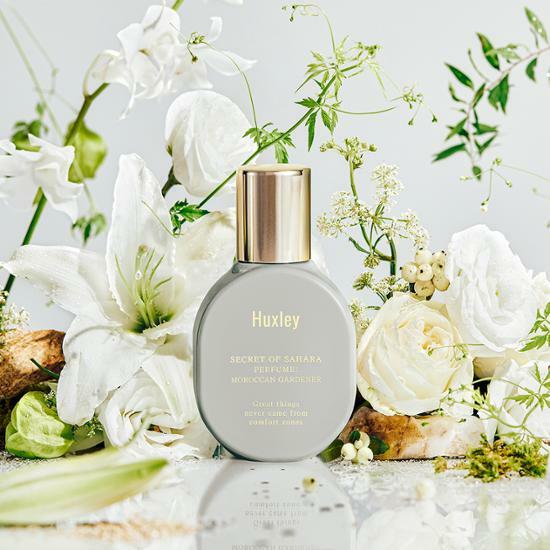 Huxley
SECRET OF SAHARA
PERFUME:
MOROCCAN GARDENER
Great things
never came from
comfort zones